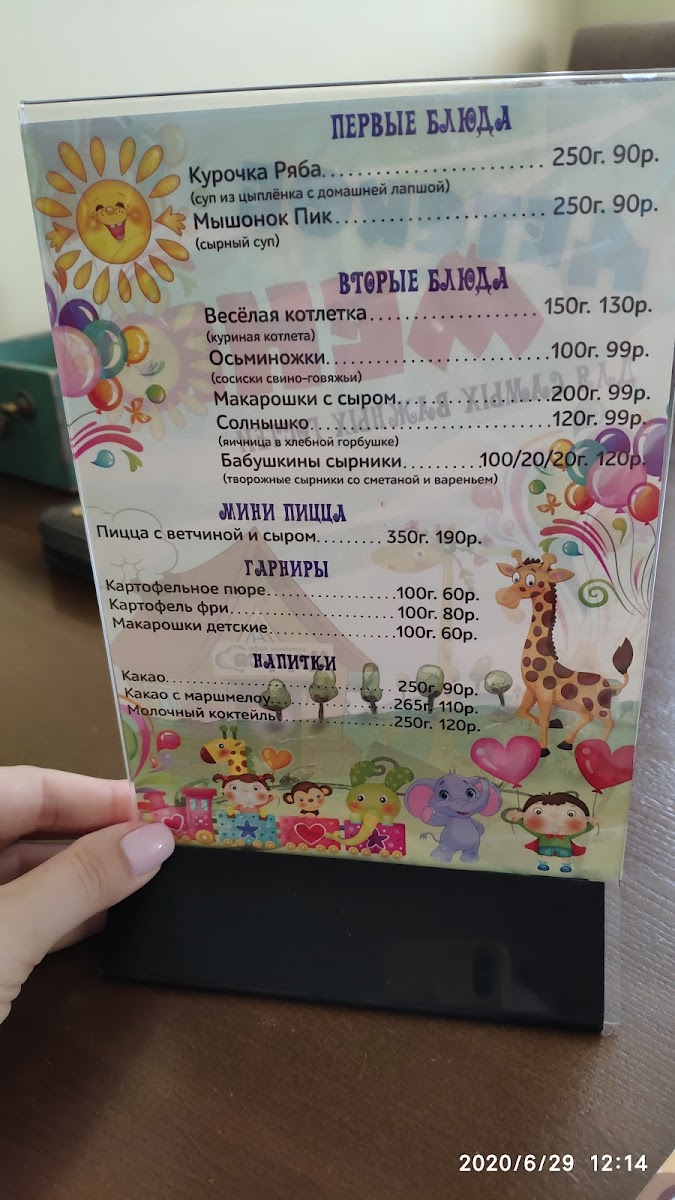 ПЕРВЫЕ БЛЮДА
Курочка Ряба........................... 250г. 90р.
(суп из цыплёнка с домашней лапшой)
Мышонок Пик........................... 250г. 90р.
(сырный суп)
ВТОРЫЕ БЛЮДА
Весёлая котлетка.................... 150г. 130р.
(куриная котлета)
Осьминожки...........................100г. 99р.
(сосиски свино-говяжьи)
Макарошки с сыром..................200г. 99р.
Солнышко..............................120г. 99р.
(яичница в хлебной горбушке)
Бабушкины сырники.........100/20/20г. 120р.
(творожные сырники со сметаной и вареньем)
МИНИ ПИЦЦА
Пицца с ветчиной и сыром......... 350г. 190р.
ГАРНИРЫ
Картофельное пюре..................100г. 60р.
Картофель фри.......................100г. 80р.
Макарошки детские..................100г. 60р.
НАПИТКИ
Какао................................ 250г. 90р.
Какао с маршмелоу..................265г. 110р.
Молочный коктейль..................250г. 120р.
МЕНЮ
ДЛЯ САМЫХ ВАЖНЫХ
2020/6/29 12:14